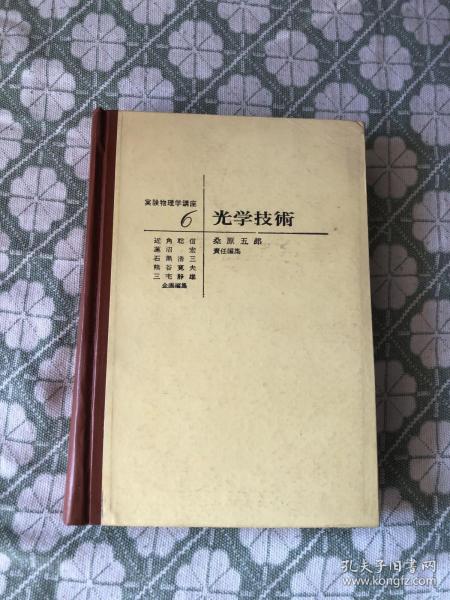 実験物理学講座
6
光学技術
近角聡信
蓮沼宏
石黒浩三
熊谷寛夫
三宅静雄
企画編集
桑原五郎
責任編集
孔夫子旧书网
www.kongfz.com